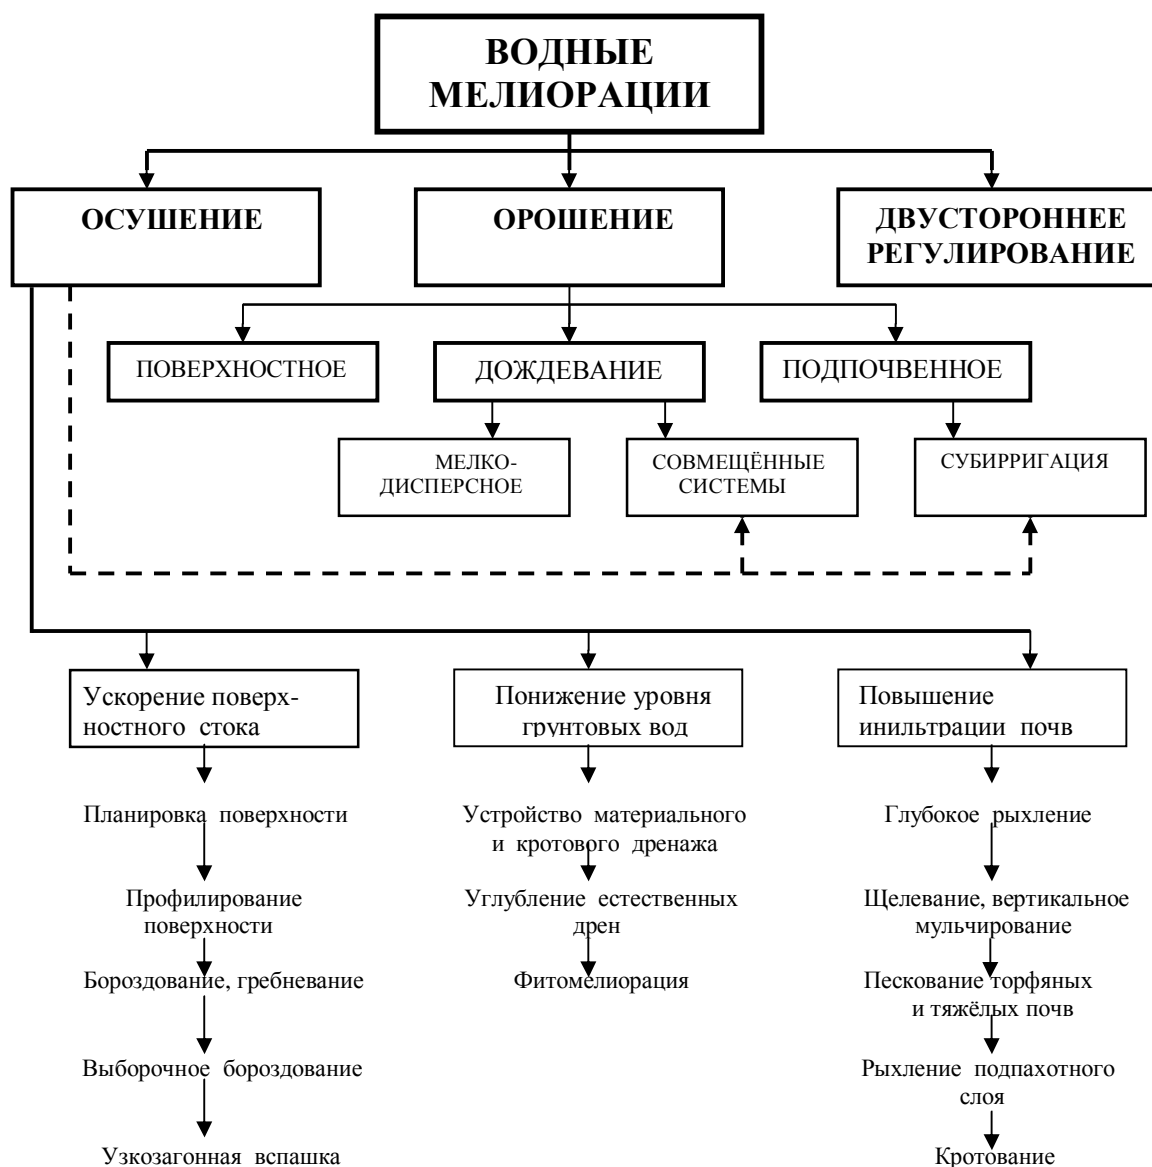 ВОДНЫЕ
МЕЛИОРАЦИИ
ОСУШЕНИЕ
ОРОШЕНИЕ
ДВУСТОРОННЕЕ
РЕГУЛИРОВАНИЕ
ПОВЕРХНОСТНОЕ
ДОЖДЕВАНИЕ
ПОДПОЧВЕННОЕ
МЕЛКО-
ДИСПЕРСНОЕ
СОВМЕЩЁННЫЕ
СИСТЕМЫ
СУБИРРИГАЦИЯ
Ускорение поверх-
ностного стока
Понижение уровня
грунтовых вод
Повышение
инильтрации почв
Планировка поверхности
Профилирование
поверхности
Бороздование, гребневание
Выборочное бороздование
Узкозагонная вспашка
Устройство материального
и кротового дренажа
Углубление естественных
дрен
Фитомелиорация
Глубокое рыхление
Щелевание, вертикальное
мульчирование
Пескование торфяных
и тяжёлых почв
Рыхление подпахотного
слоя
Кротование